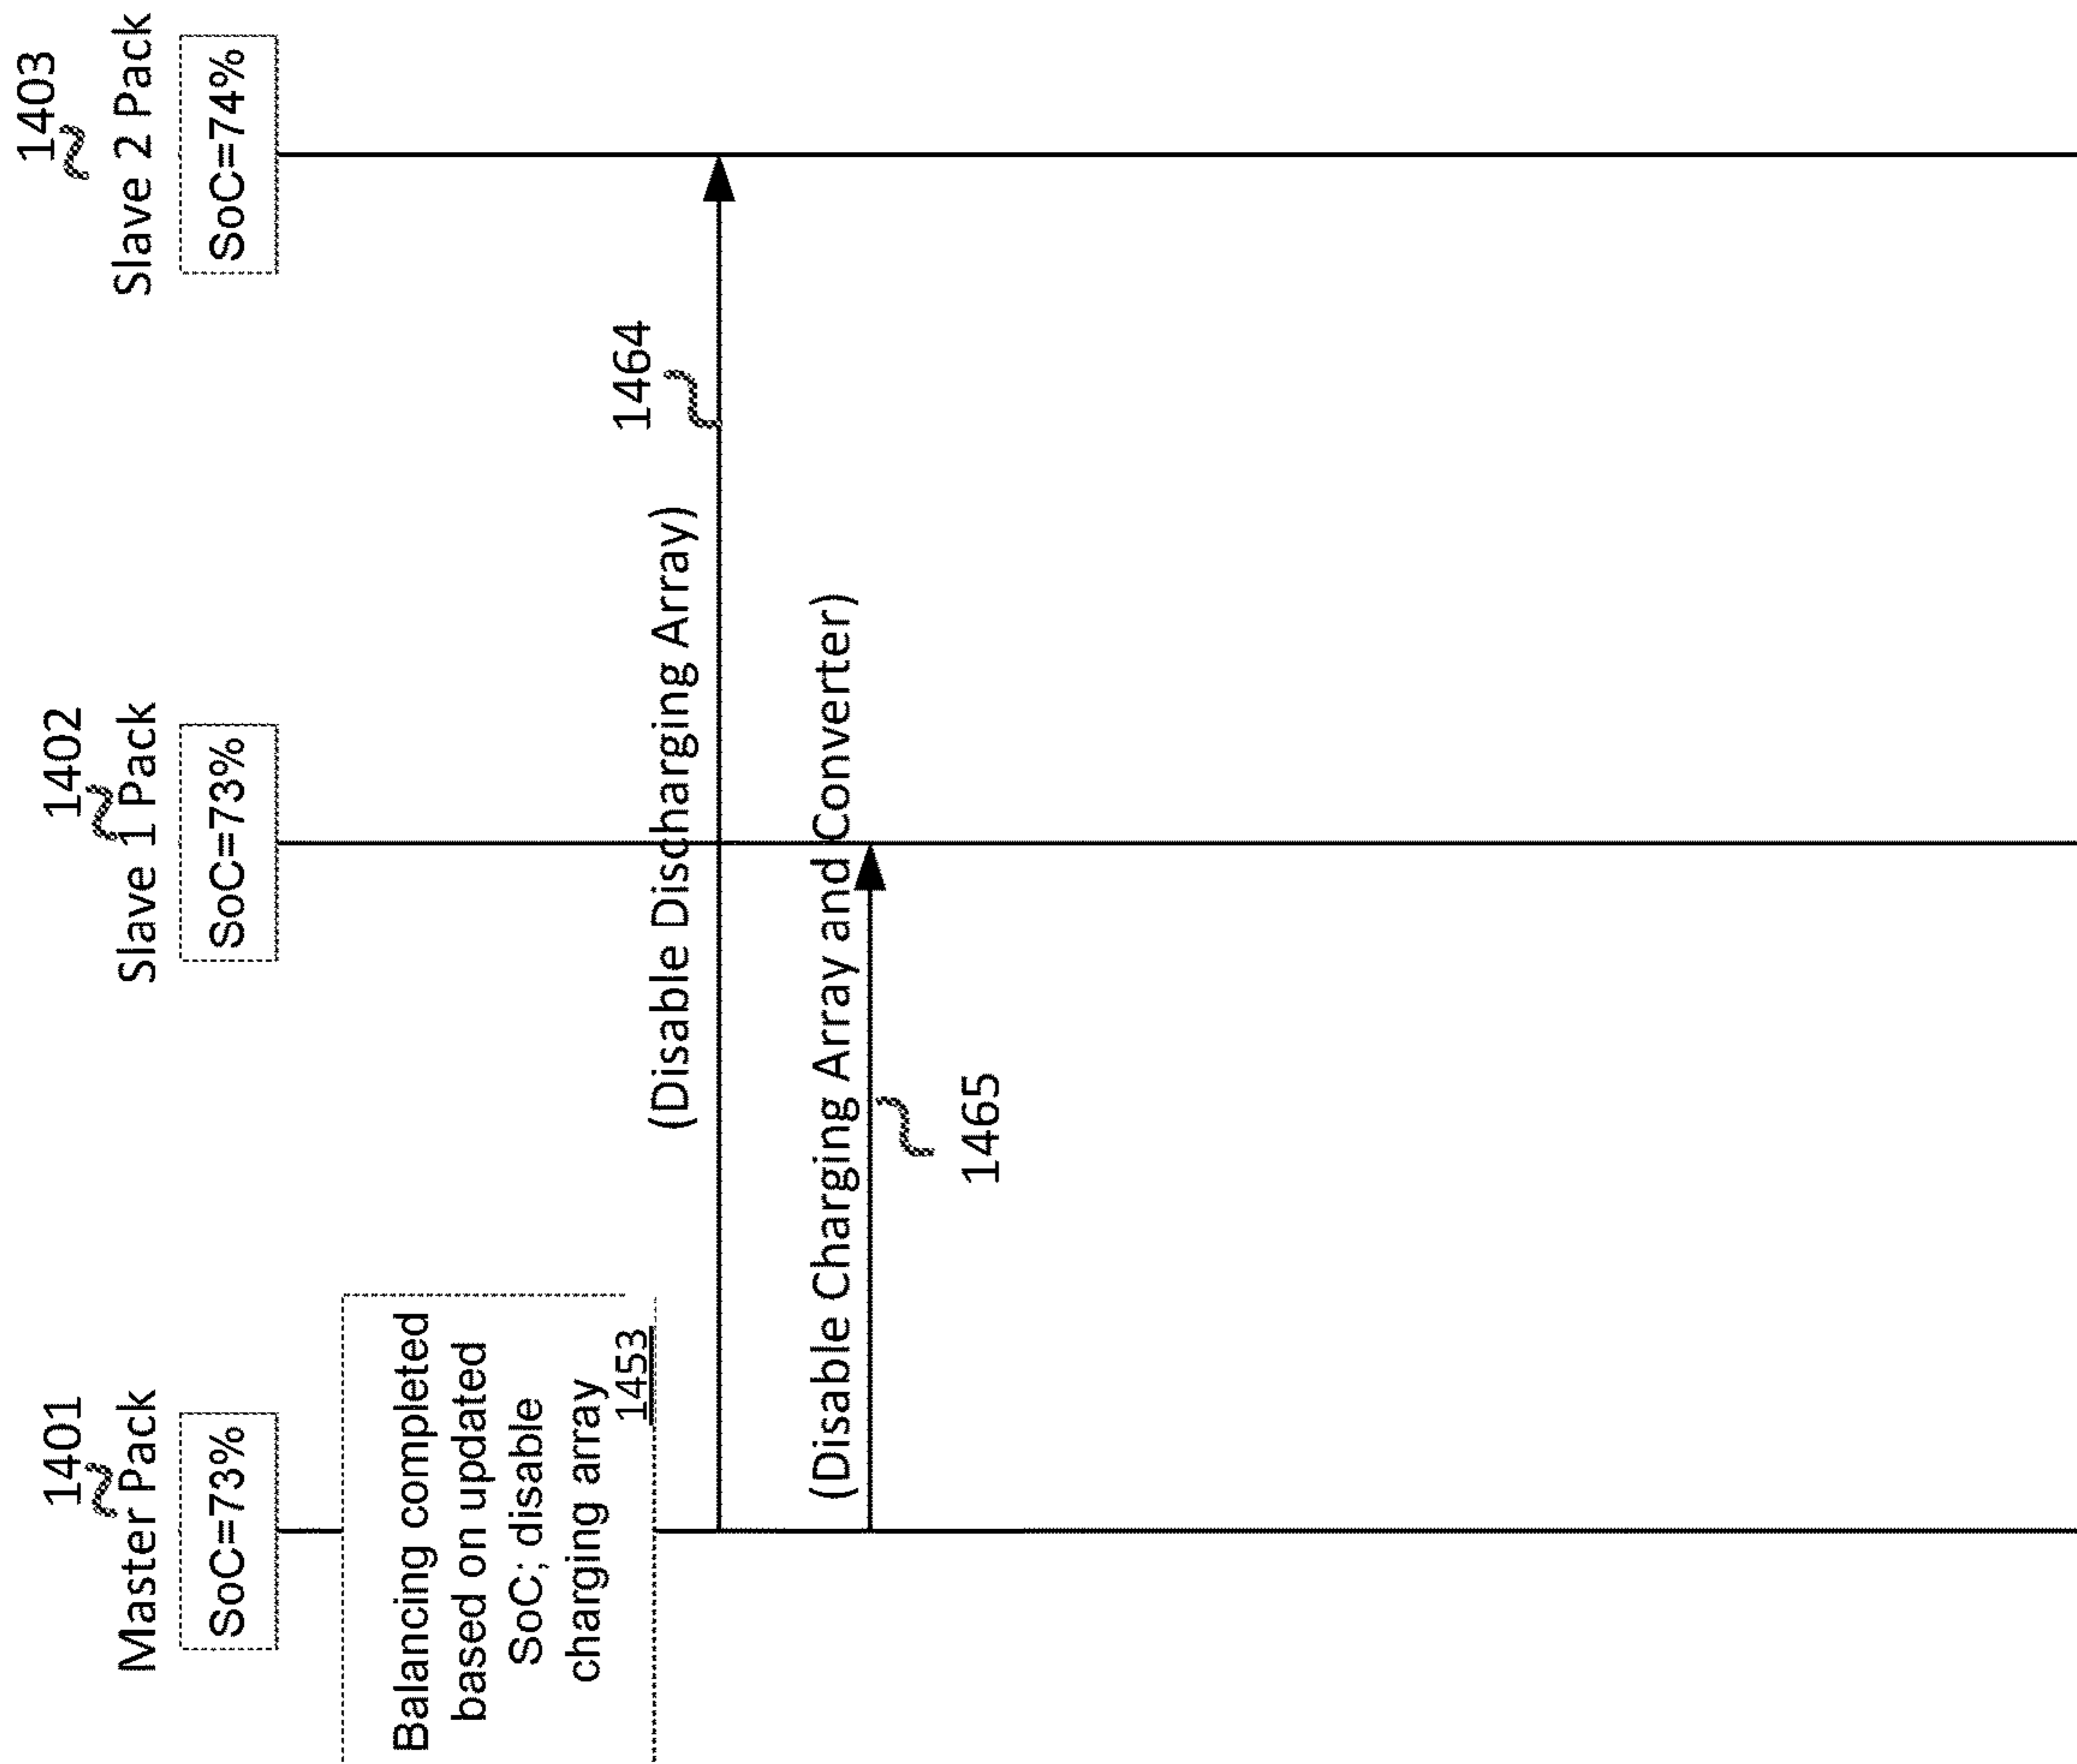 1401
Master Pack
SoC=73%
1402
Slave 1 Pack
SoC=73%
1403
Slave 2 Pack
SoC=74%
Balancing completed
based on updated
SoC; disable
charging array
1453
(Disable Discharging Array)
1464
(Disable Charging Array and Converter)
1465